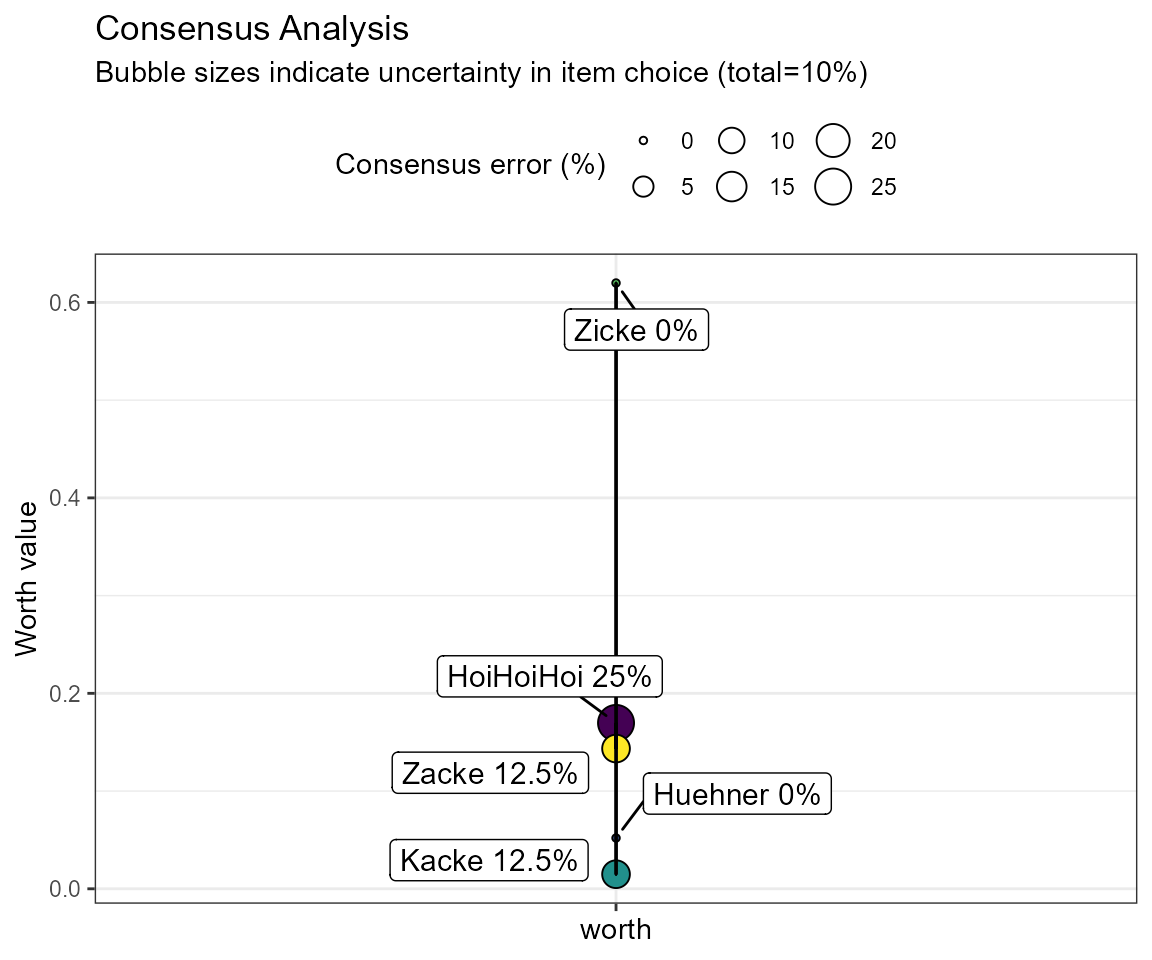 Consensus Analysis
Bubble sizes indicate uncertainty in item choice (total=10%)
Consensus error (%)
0 10 20
5 15 25
Worth value
0.6
0.4
0.2
0.0
Zicke 0%
HoiHoiHoi 25%
Zacke 12.5%
Huehner 0%
Kacke 12.5%
worth